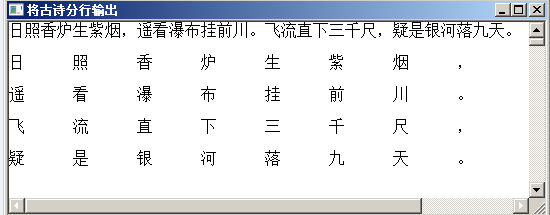 将古诗分行输出
日照香炉生紫烟，遥看瀑布挂前川。飞流直下三千尺，疑是银河落九天。
日 照 香 炉 生 紫 烟 ，
遥 看 瀑 布 挂 前 川 。
飞 流 直 下 三 千 尺 ，
疑 是 银 河 落 九 天 。